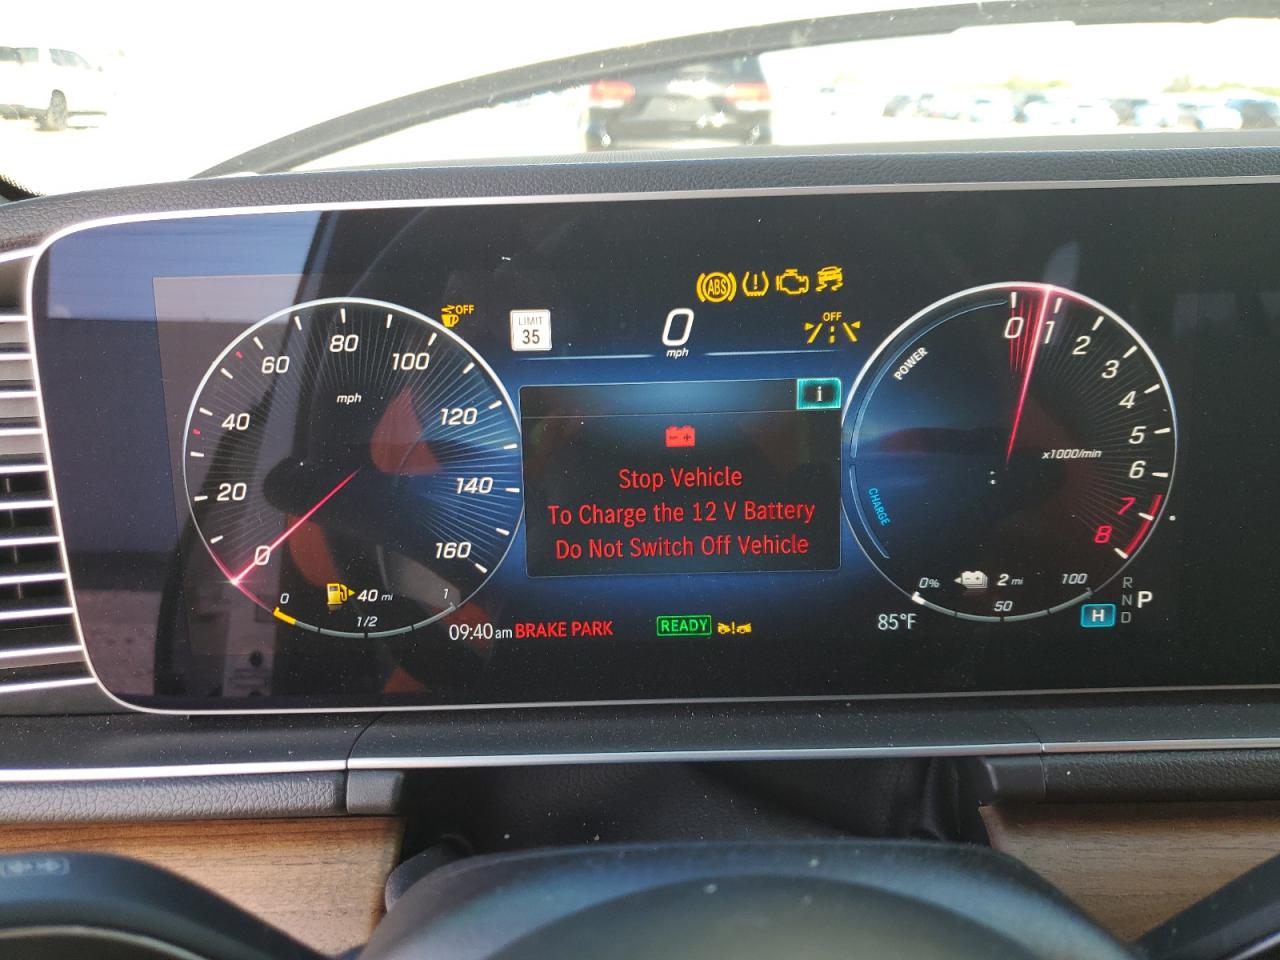 OFF
LIMIT
35
0
mph
ABS
OFF
i
Stop Vehicle
To Charge the 12 V Battery
Do Not Switch Off Vehicle
0
20
40
60
80
100
120
140
160
mph
0
1/2
1
40 mi
POWER
CHARGE
0
1
2
3
4
5
6
7
8
x1000/min
0%
50
100
2 mi
09:40 am
BRAKE PARK
READY
85°F
H
R
N
D
P